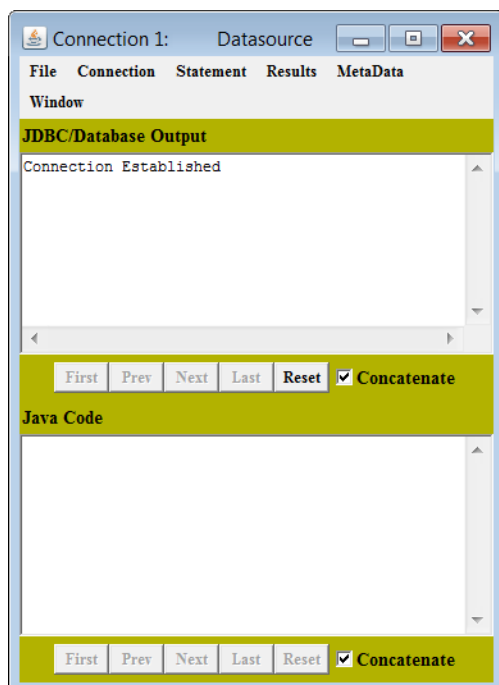 Connection 1: Datasource
File Connection Statement Results MetaData
Window
JDBC/Database Output
Connection Established
First Prev Next Last Reset Concatenate
Java Code
First Prev Next Last Reset Concatenate